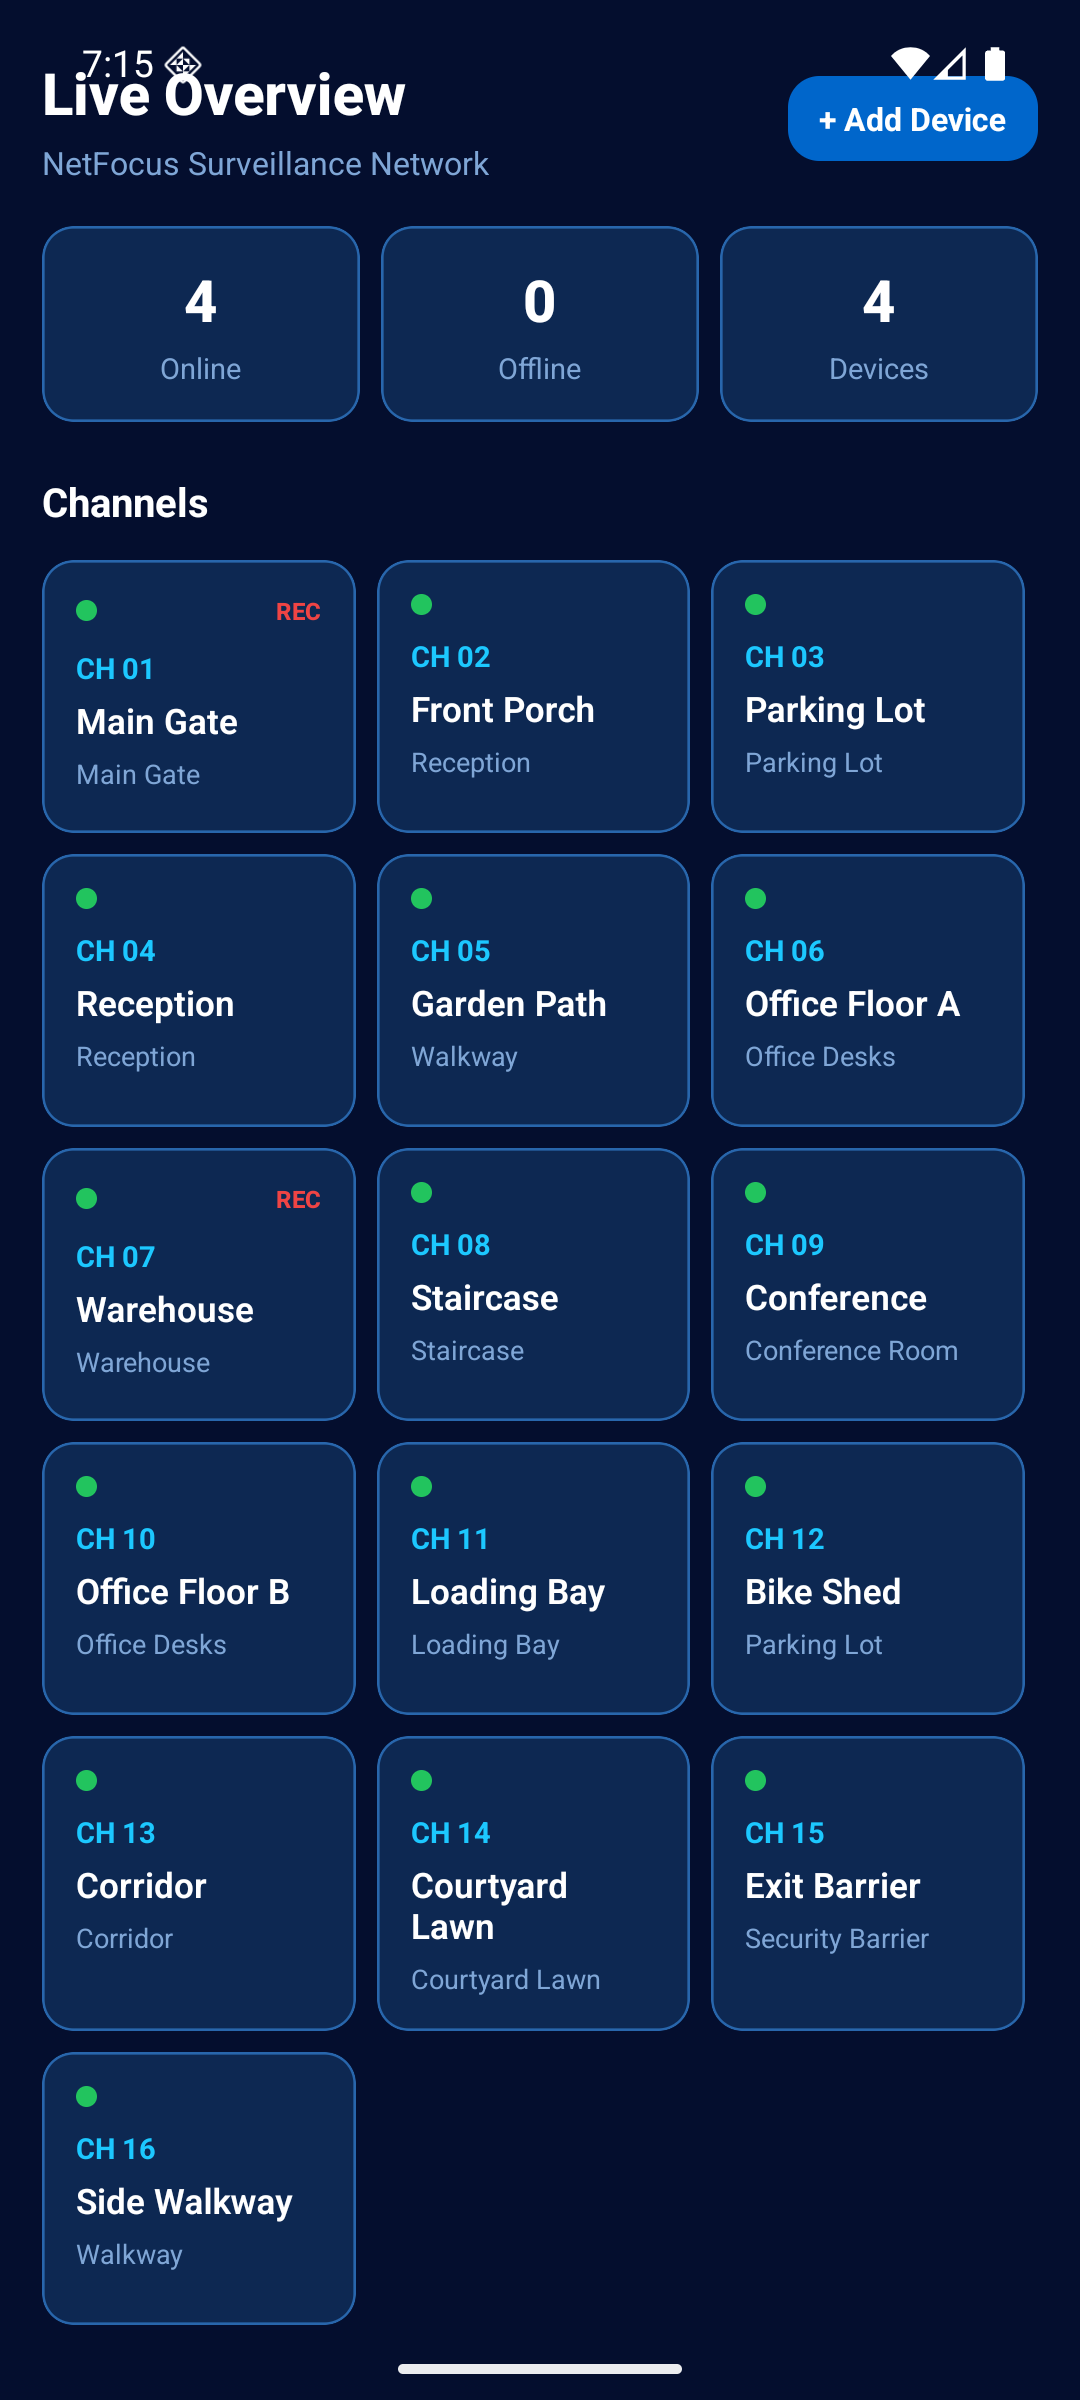 7:15
Live Overview
+ Add Device
NetFocus Surveillance Network
4
Online
0
Offline
4
Devices
Channels
REC
CH 01
Main Gate
Main Gate
CH 02
Front Porch
Reception
CH 03
Parking Lot
Parking Lot
CH 04
Reception
Reception
CH 05
Garden Path
Walkway
CH 06
Office Floor A
Office Desks
REC
CH 07
Warehouse
Warehouse
CH 08
Staircase
Staircase
CH 09
Conference
Conference Room
CH 10
Office Floor B
Office Desks
CH 11
Loading Bay
Loading Bay
CH 12
Bike Shed
Parking Lot
CH 13
Corridor
Corridor
CH 14
Courtyard
Lawn
Courtyard Lawn
CH 15
Exit Barrier
Security Barrier
CH 16
Side Walkway
Walkway